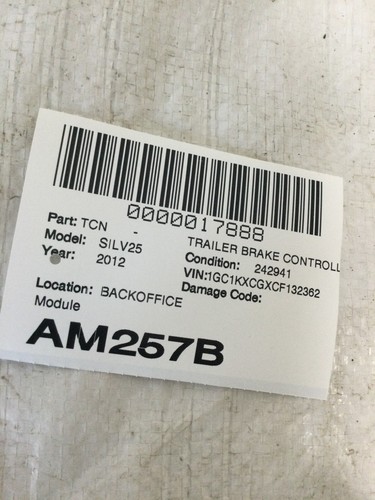 0000017888
Part: TCN - TRAILER BRAKE CONTROLL
Model: SILV25 Condition: 242941
Year: 2012 VIN:1GC1KXCGXCF132362
Damage Code:
Location: BACKOFFICE
Module
AM257B